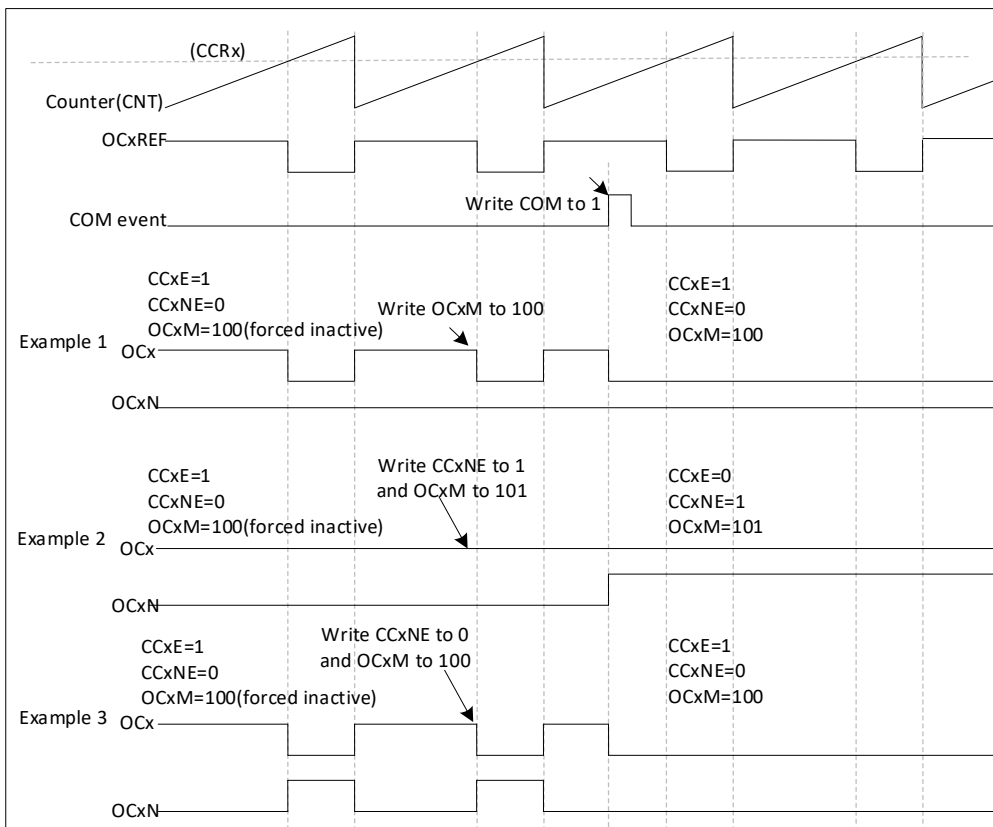 (CCRx)
Counter(CNT)
OCxREF
Write COM to 1
COM event
CCxE=1
CCxNE=0
OCxM=100(forced inactive)
Write OCxM to 100
CCxE=1
CCxNE=0
OCxM=100
Example 1
OCx
OCxN
CCxE=1
CCxNE=0
OCxM=100(forced inactive)
Write CCxNE to 1
and OCxM to 101
CCxE=0
CCxNE=1
OCxM=101
Example 2
OCx
OCxN
CCxE=1
CCxNE=0
OCxM=100(forced inactive)
Write CCxNE to 0
and OCxM to 100
CCxE=1
CCxNE=0
OCxM=100
Example 3
OCx
OCxN